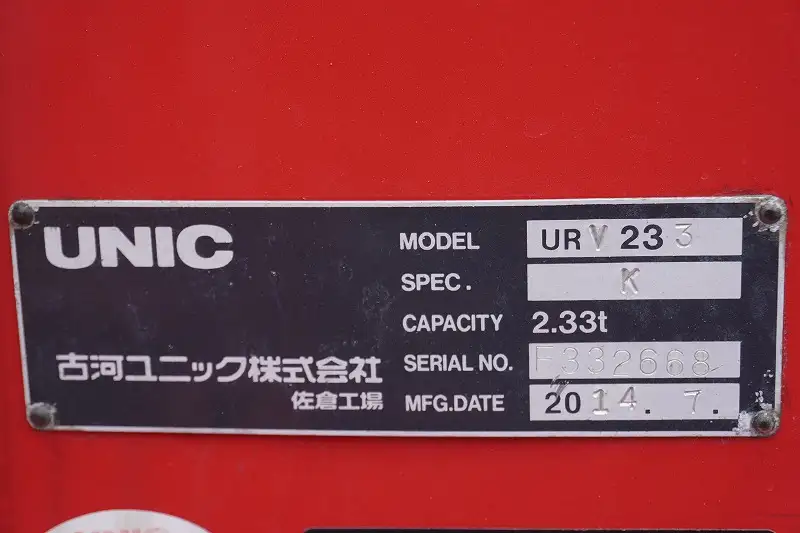 UNIC
MODEL URV233
SPEC. K
CAPACITY 2.33t
古河ユニック株式会社 SERIAL NO. F332668
佐倉工場 MFG.DATE 2014. 7.